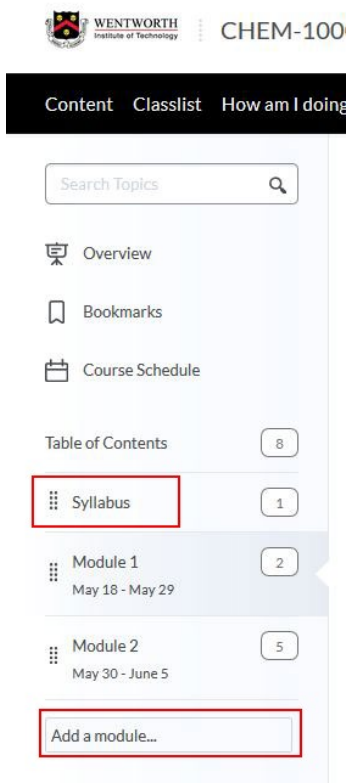 WENTWORTH
Institute of Technology
CHEM-100
Content Classlist How am I doing
Search Topics
Overview
Bookmarks
Course Schedule
Table of Contents 8
Syllabus 1
Module 1 2
May 18 - May 29
Module 2 5
May 30 - June 5
Add a module...